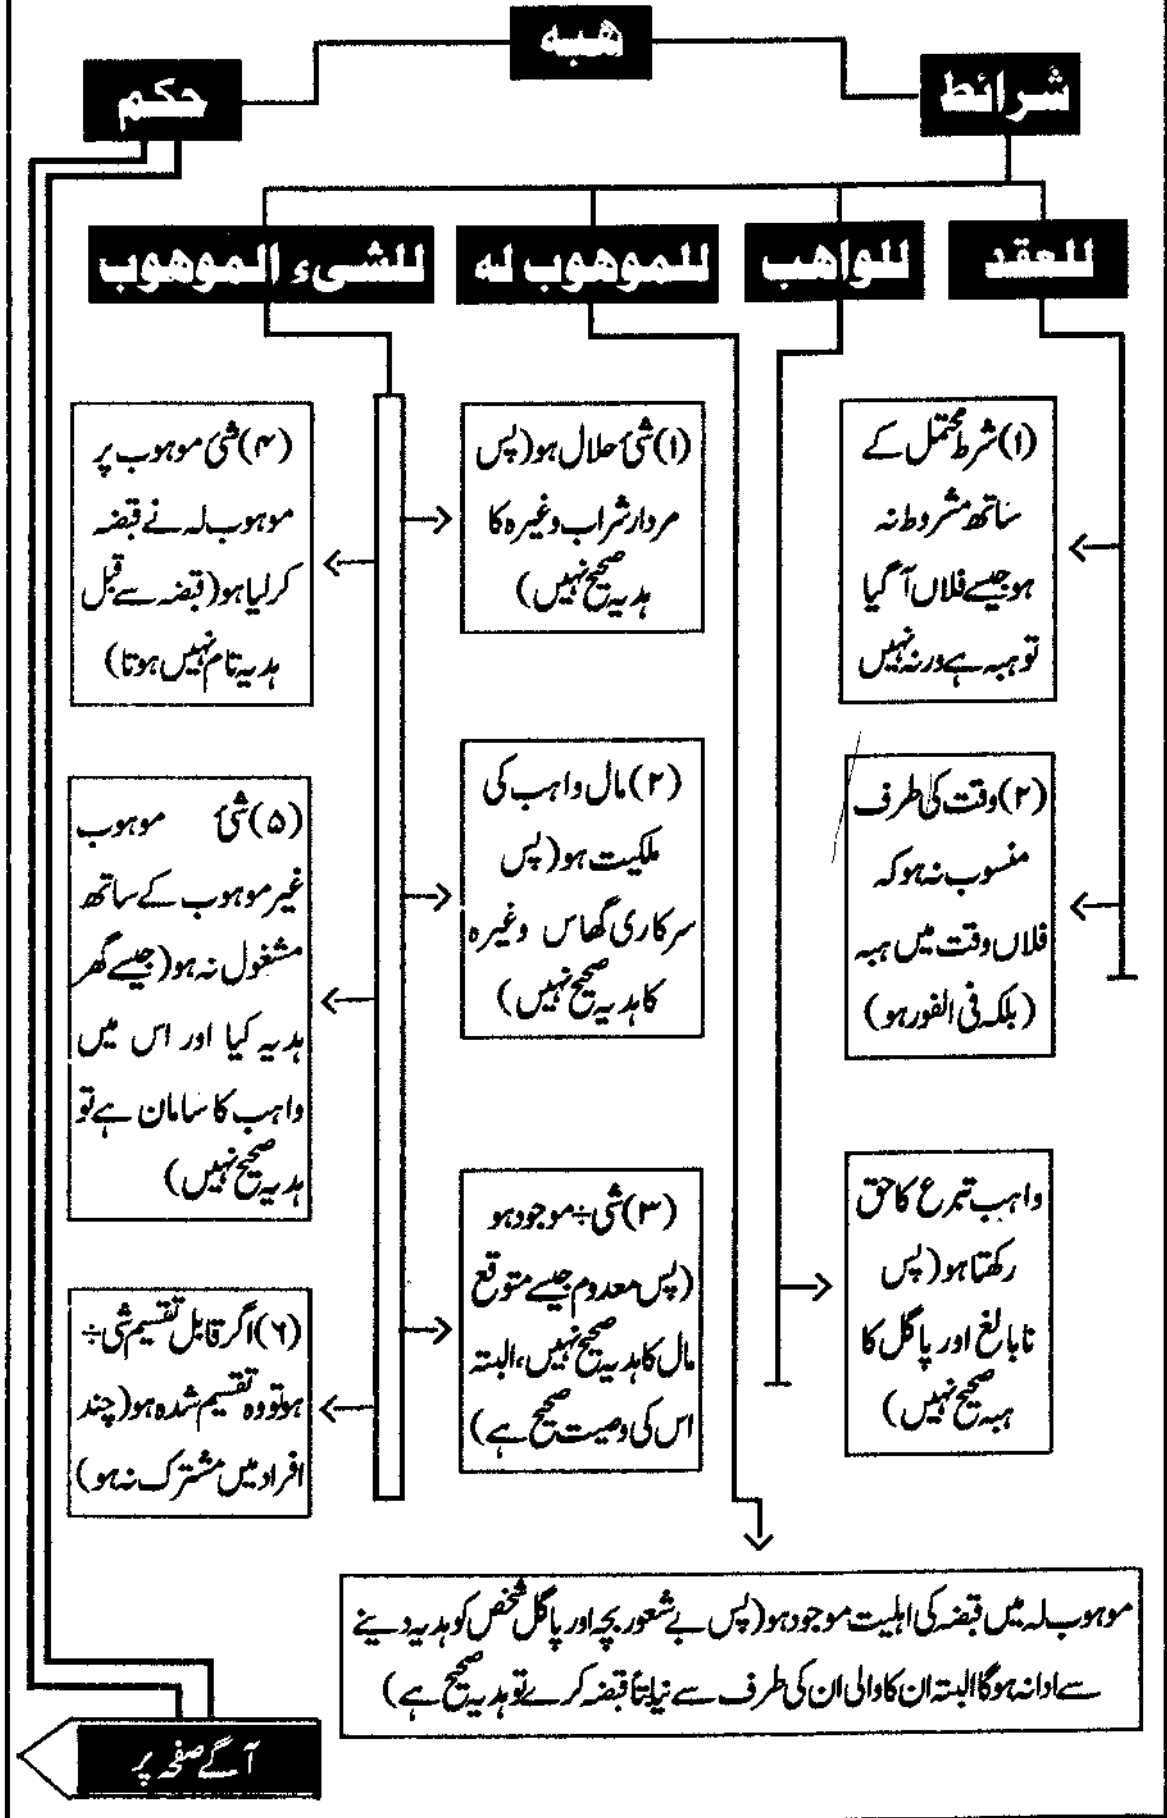 ھبہ
شرائط
حکم
للعقد
للواھب
للموھوب لہ
للشیء الموھوب
(۱) شرط محتمل کے
ساتھ مشروط نہ
ہو جیسے فلاں آ گیا
تو ہبہ ہے ورنہ نہیں
(۲) وقت کی طرف
منسوب نہ ہو کہ
فلاں وقت میں ہبہ
(بلکہ فی الفور ہو)
واہب تبرع کا حق
رکھتا ہو (پس
نابالغ اور پاگل کا
ہبہ صحیح نہیں)
(۱) شئ حلال ہو (پس
مردار شراب وغیرہ کا
ہدیہ صحیح نہیں)
(۲) مال واہب کی
ملکیت ہو (پس
سرکاری گھاس وغیرہ
کا ہدیہ صحیح نہیں)
(۳) شیٔ موجود ہو
(پس معدوم جیسے متوقع
مال کا ہدیہ صحیح نہیں، البتہ
اس کی وصیت صحیح ہے)
(۴) شئ موہوب پر
موہوب لہ نے قبضہ
کرلیا ہو (قبضہ سے قبل
ہدیہ تام نہیں ہوتا)
(۵) شئ موہوب
غیر موہوب کے ساتھ
مشغول نہ ہو (جیسے گھر
ہدیہ کیا اور اس میں
واہب کا سامان ہے تو
ہدیہ صحیح نہیں)
(۶) اگر قابل تقسیم شیٔ
ہو تو وہ تقسیم شدہ ہو (چند
افراد میں مشترک نہ ہو)
موہوب لہ میں قبضہ کی اہلیت موجود ہو (پس بے شعور بچہ اور پاگل شخص کو ہدیہ دینے
سے ادا نہ ہوگا البتہ ان کا والی ان کی طرف سے نیابتاً قبضہ کرے تو ہدیہ صحیح ہے)
آگے صفحہ پر